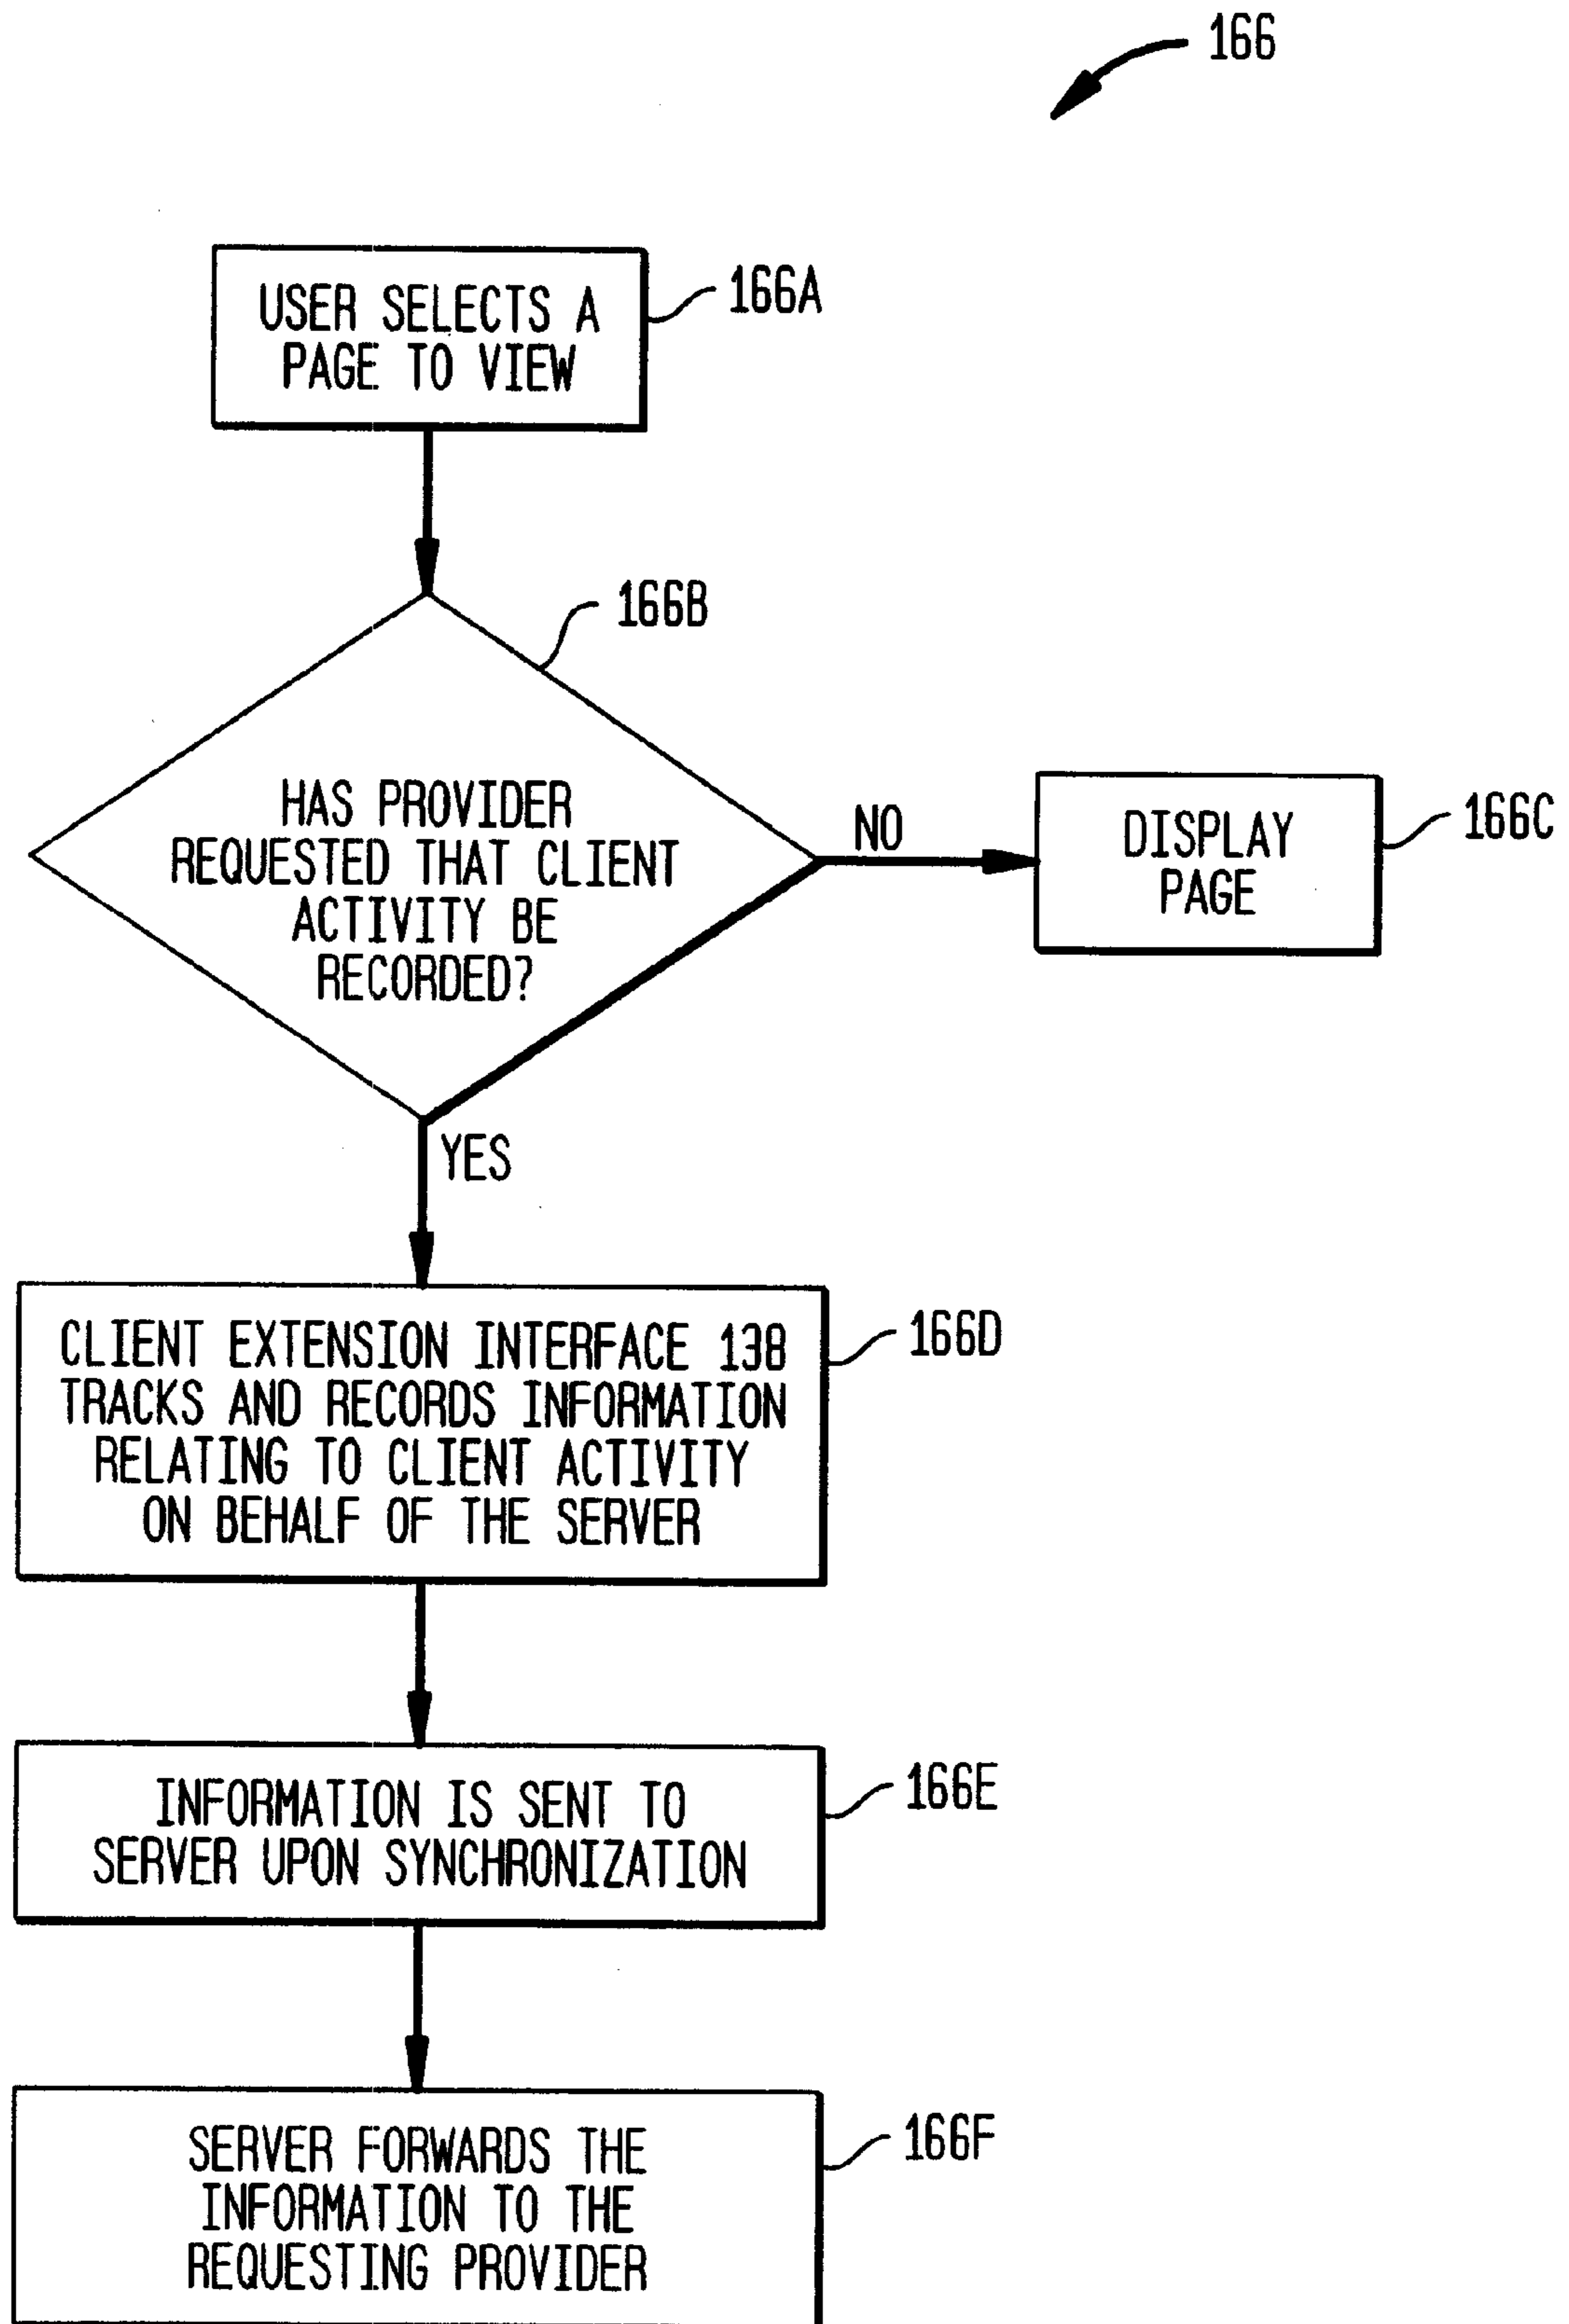 166
USER SELECTS A
PAGE TO VIEW
166A
166B
HAS PROVIDER
REQUESTED THAT CLIENT
ACTIVITY BE
RECORDED?
NO
DISPLAY
PAGE
166C
YES
CLIENT EXTENSION INTERFACE 138
TRACKS AND RECORDS INFORMATION
RELATING TO CLIENT ACTIVITY
ON BEHALF OF THE SERVER
166D
INFORMATION IS SENT TO
SERVER UPON SYNCHRONIZATION
166E
SERVER FORWARDS THE
INFORMATION TO THE
REQUESTING PROVIDER
166F